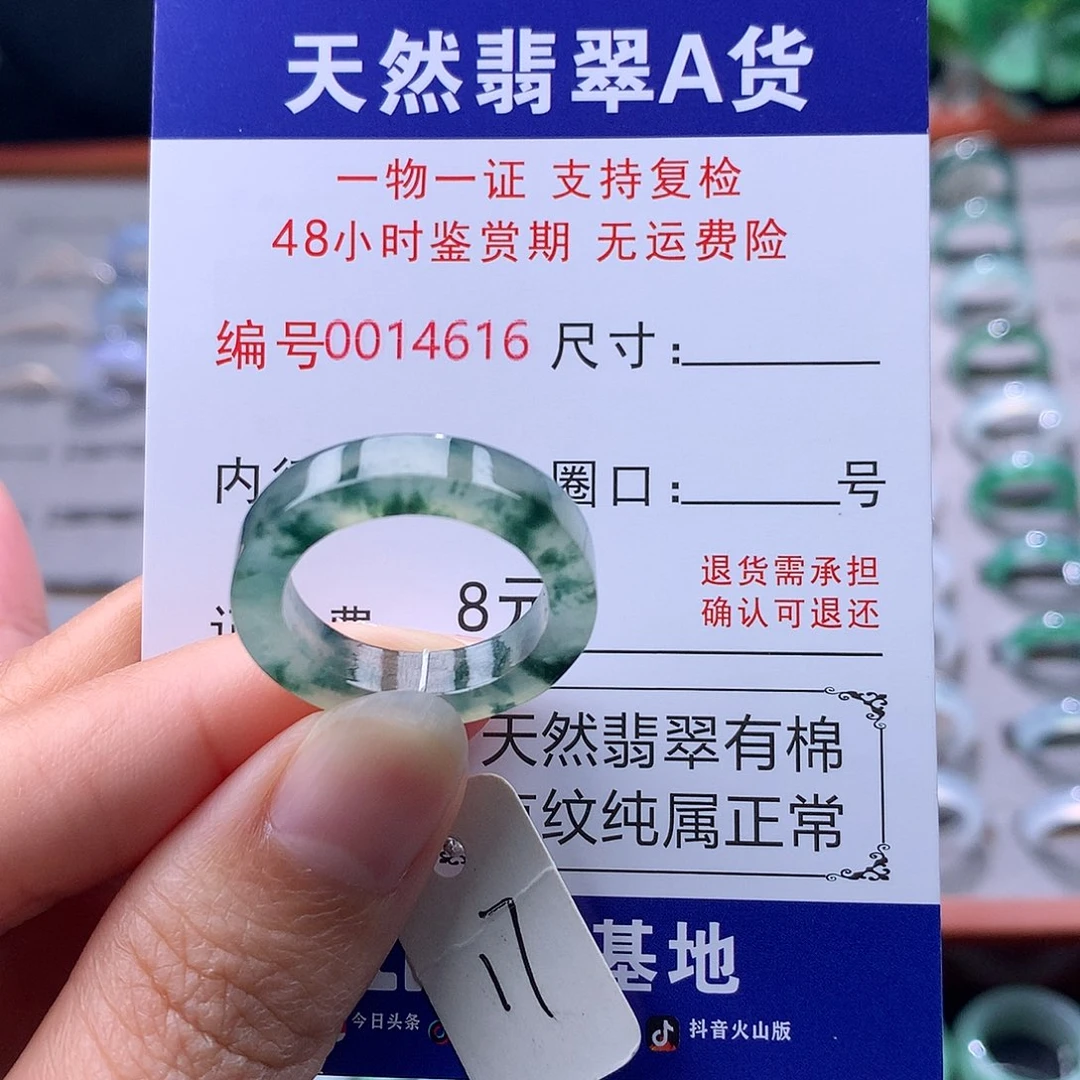 天然翡翠A货
一物一证 支持复检
48小时鉴赏期 无运费险
编号0014616 尺寸:
内 圈口: 号
费 8元
退货需承担
确认可退还
天然翡翠有棉
纹纯属正常
基地
今日头条 抖音火山版
17